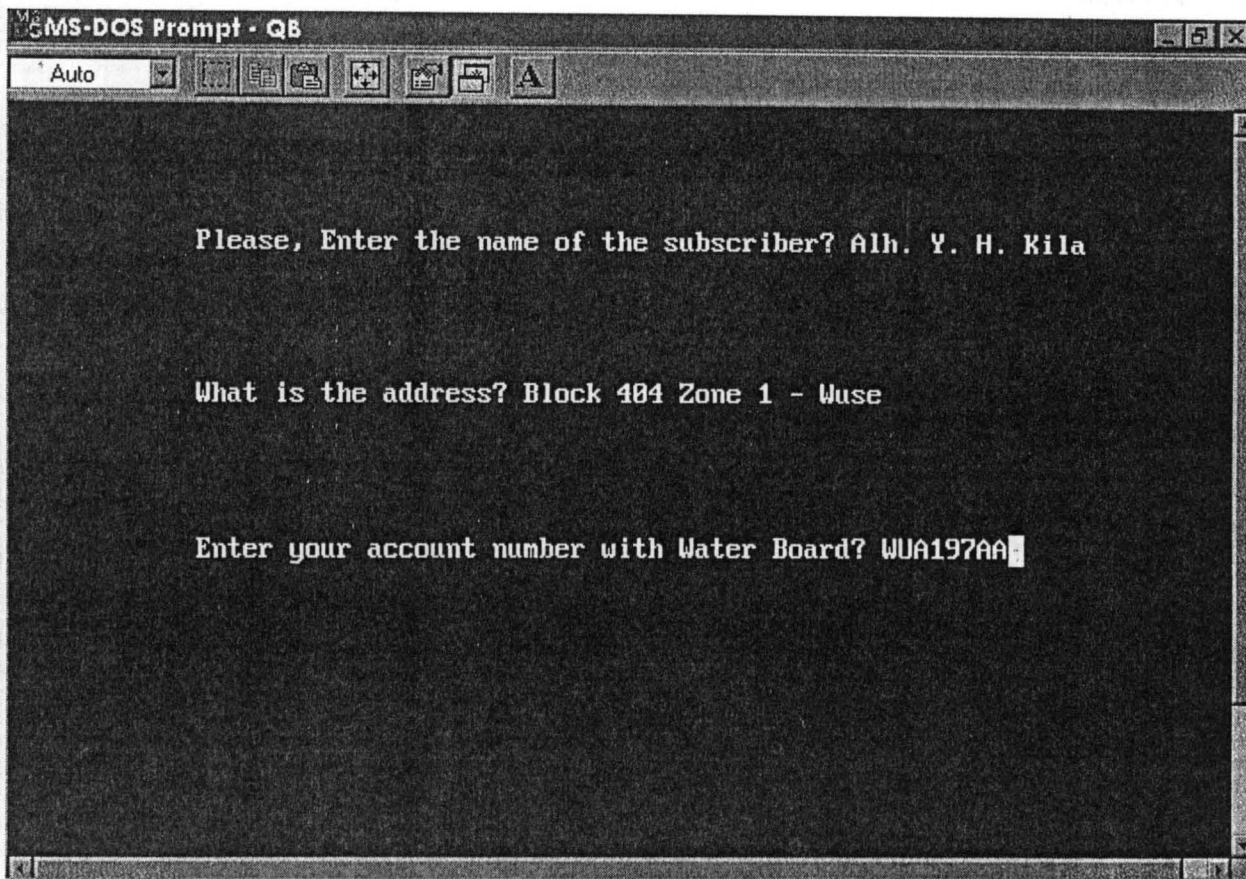 MS-DOS Prompt - QB
Auto
A
Please, Enter the name of the subscriber? Alh. Y. H. Kila
What is the address? Block 404 Zone 1 - Wuse
Enter your account number with Water Board? WUA197AA